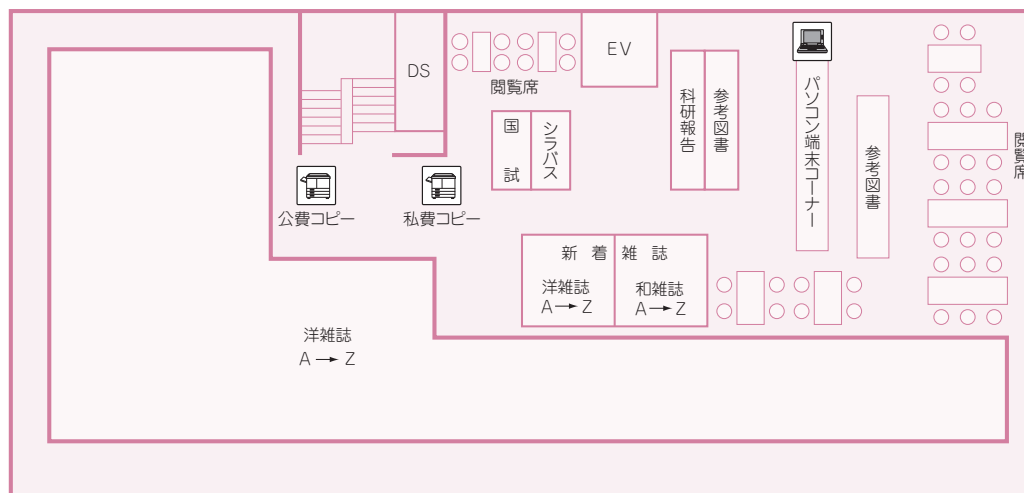 DS
EV
閲覧席
国試
シラバス
科研報告
参考図書
パソコン端末コーナー
参考図書
閲覧席
公費コピー
私費コピー
新着雑誌
洋雑誌
A→Z
和雑誌
A→Z
洋雑誌
A→Z